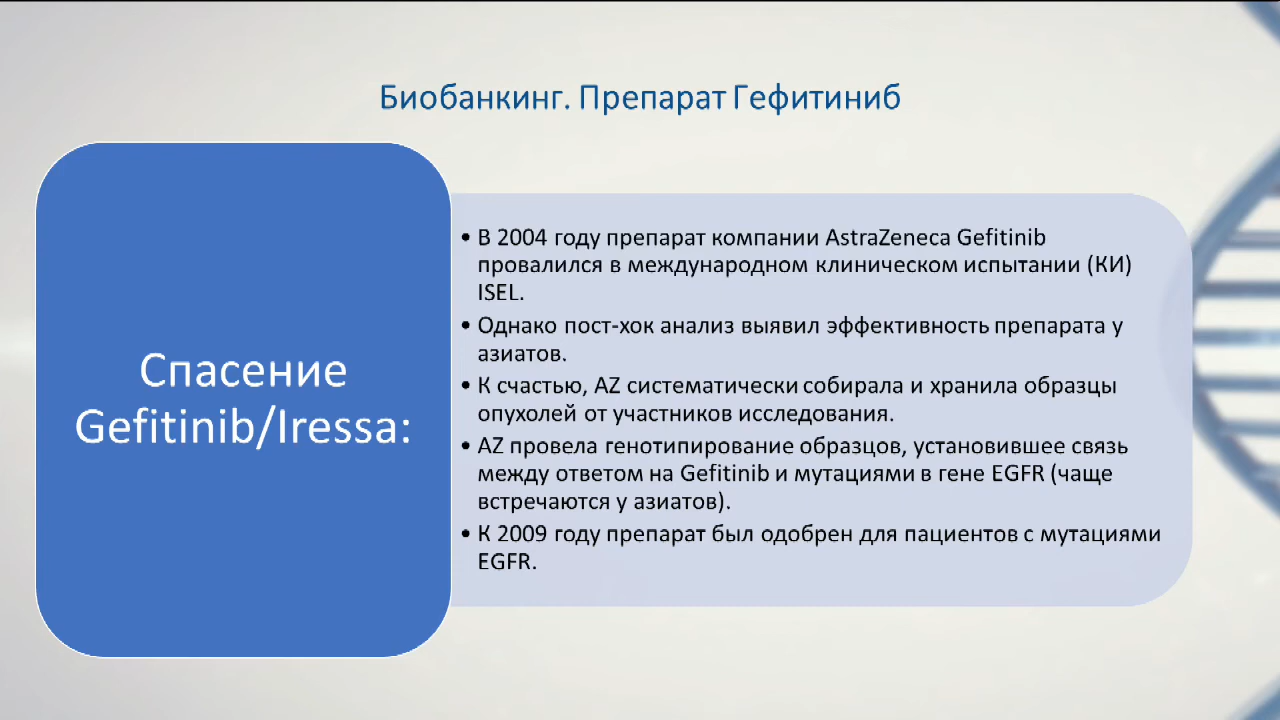 Биобанкинг. Препарат Гефитиниб
Спасение
Gefitinib/Iressa:
• В 2004 году препарат компании AstraZeneca Gefitinib
провалился в международном клиническом испытании (КИ)
ISEL.
• Однако пост-хок анализ выявил эффективность препарата у
азиатов.
• К счастью, AZ систематически собирала и хранила образцы
опухолей от участников исследования.
• AZ провела генотипирование образцов, установившее связь
между ответом на Gefitinib и мутациями в гене EGFR (чаще
встречаются у азиатов).
• К 2009 году препарат был одобрен для пациентов с мутациями
EGFR.